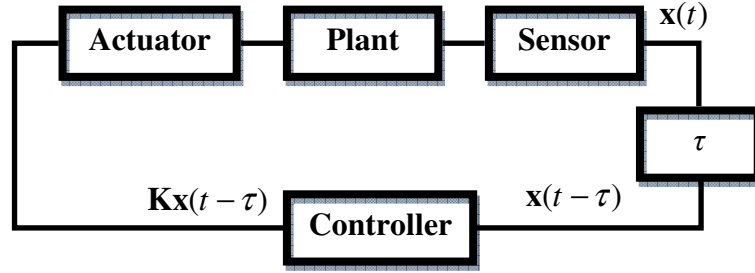 Actuator
Plant
Sensor
x(t)
τ
Kx(t − τ)
Controller
x(t − τ)